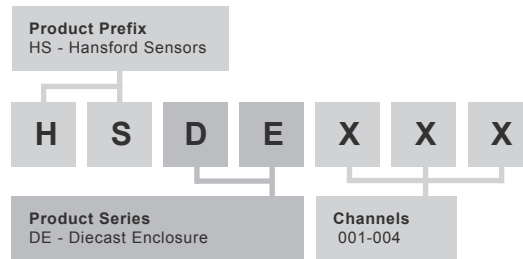 Product Prefix
HS - Hansford Sensors
H S D E X X X
Product Series
DE - Diecast Enclosure
Channels
001-004